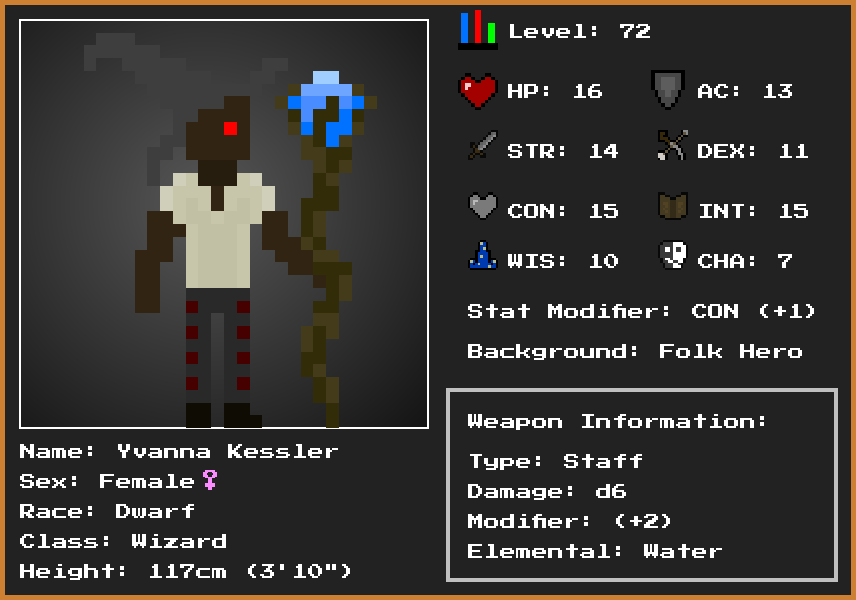 Level: 72
HP: 16
AC: 13
STR: 14
DEX: 11
CON: 15
INT: 15
WIS: 10
CHA: 7
Stat Modifier: CON (+1)
Background: Folk Hero
Weapon Information:
Type: Staff
Damage: d6
Modifier: (+2)
Elemental: Water
Name: Yvanna Kessler
Sex: Female♀
Race: Dwarf
Class: Wizard
Height: 117cm (3'10")